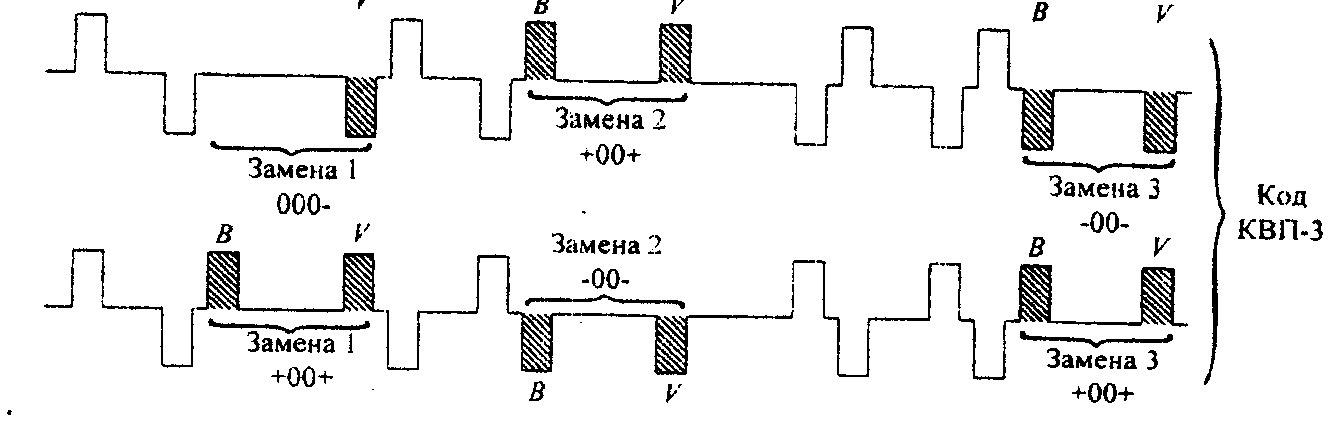 V B V B V
Замена 1
000-
Замена 2
+00+
Замена 3
-00-
Код
КВП-3
B V
Замена 1
+00+
Замена 2
-00-
B V
B V
Замена 3
+00+